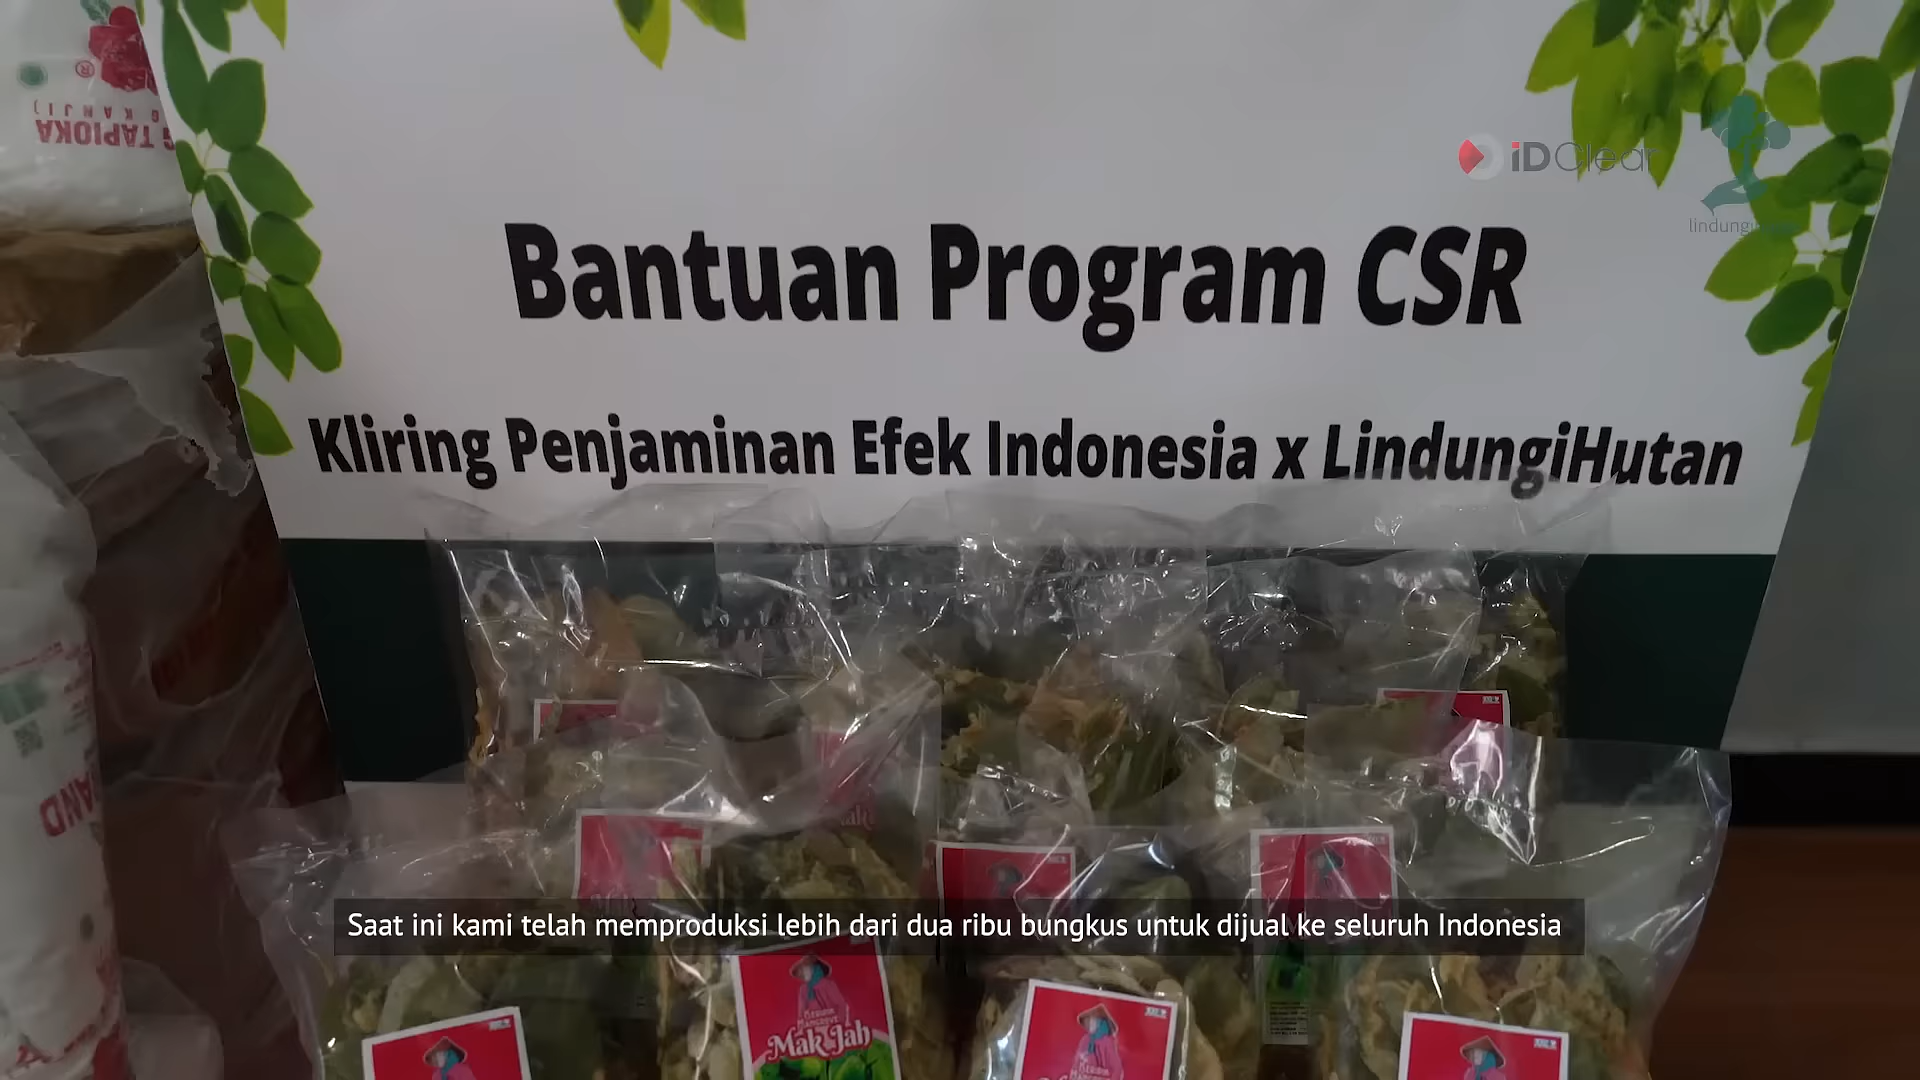 TAPIOKA
iDClear
Bantuan Program CSR
Kliring Penjaminan Efek Indonesia x LindungiHutan
Saat ini kami telah memproduksi lebih dari dua ribu bungkus untuk dijual ke seluruh Indonesia
Mak Jah